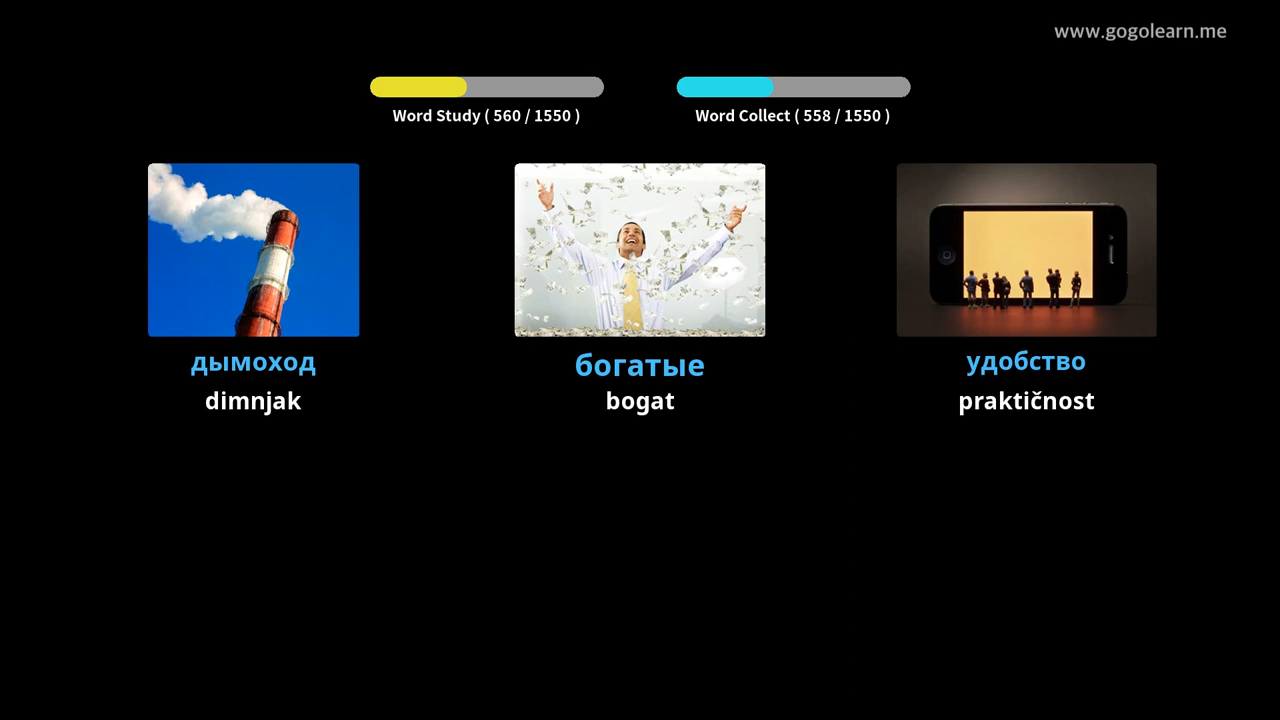 www.gogolearn.me
Word Study ( 560 / 1550 )
Word Collect ( 558 / 1550 )
дымоход
богатые
удобство
dimnjak
bogat
praktičnost